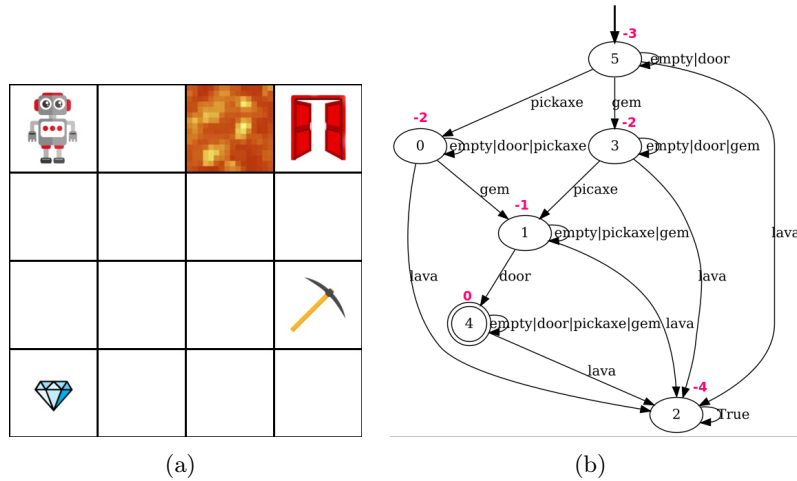 -3
5
empty|door
pickaxe
gem
-2
-2
0
empty|door|pickaxe
3
empty|door|gem
gem
picaxe
-1
1
empty|pickaxe|gem
lava
lava
door
lava
0
4
empty|door|pickaxe|gem
lava
lava
-4
2
True
(a)
(b)